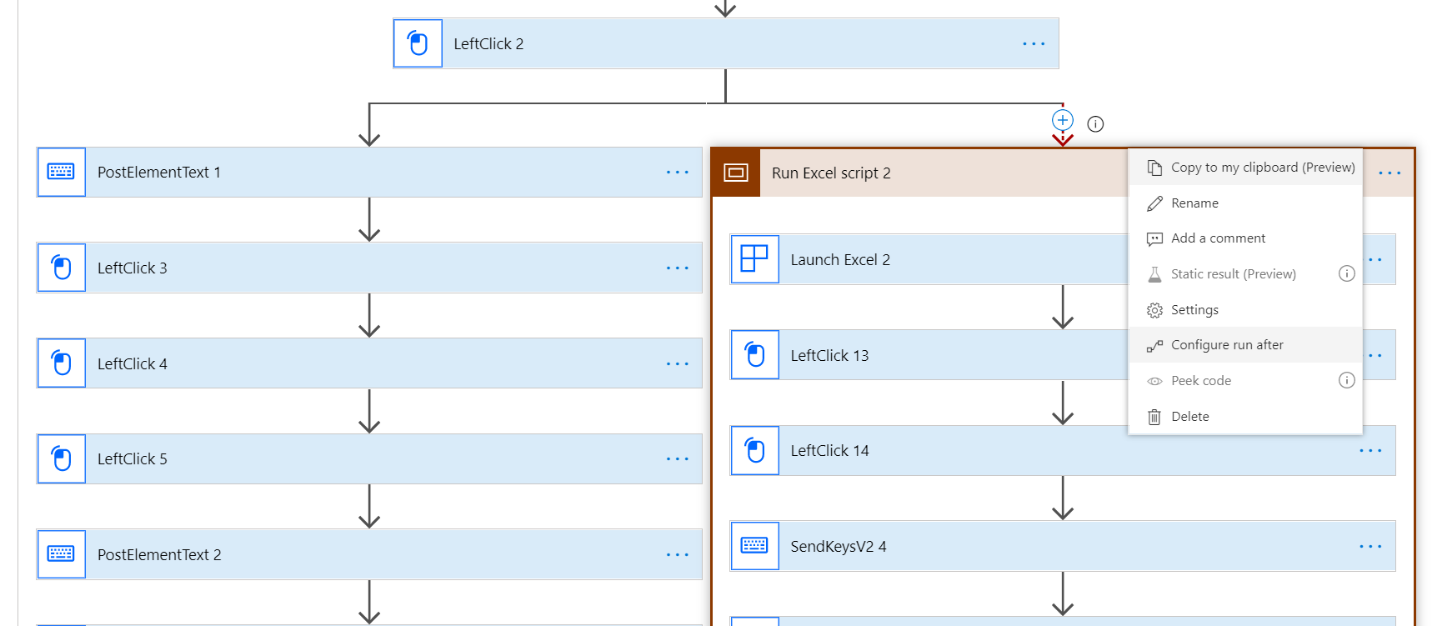 LeftClick 2
PostElementText 1
LeftClick 3
LeftClick 4
LeftClick 5
PostElementText 2
Run Excel script 2
Launch Excel 2
LeftClick 13
LeftClick 14
SendKeysV2 4
Copy to my clipboard (Preview)
Rename
Add a comment
Static result (Preview)
Settings
Configure run after
Peek code
Delete